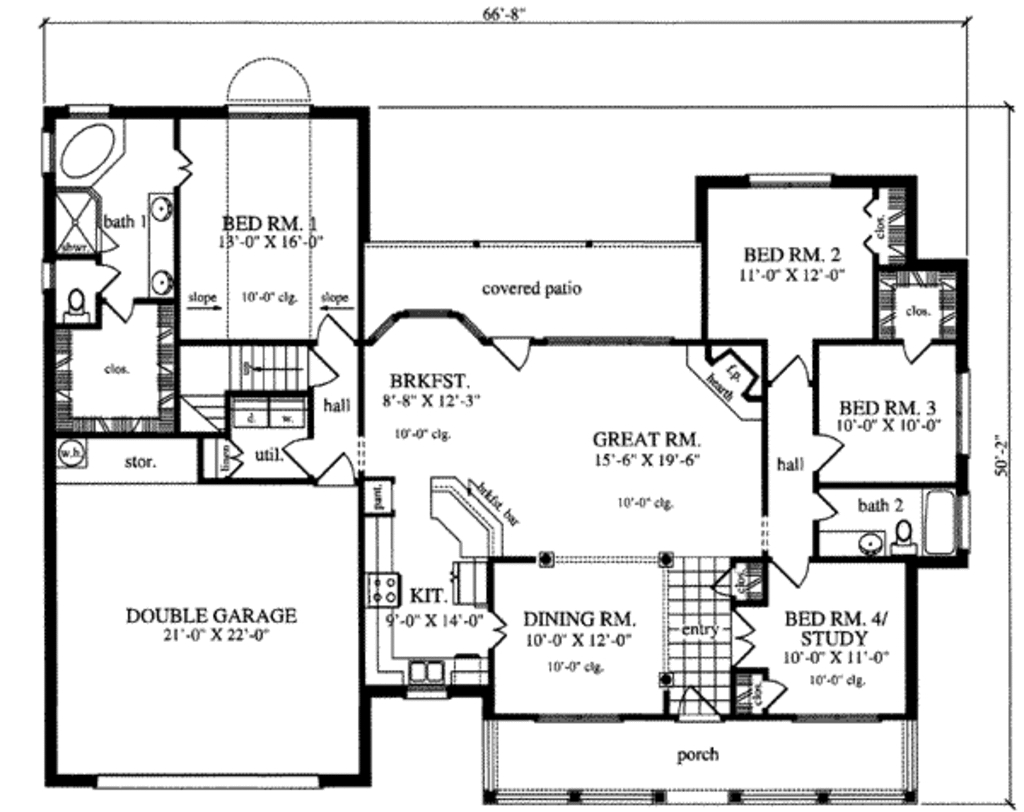 66'-8"
bath 1
shwr.
BED RM. 1
13'-0" X 16'-0"
slope
10'-0" clg.
slope
clos.
up
hall
d.
w.
linen
util.
w.h.
stor.
DOUBLE GARAGE
21'-0" X 22'-0"
covered patio
BRKFST.
8'-8" X 12'-3"
10'-0" clg.
pant.
brkfst. bar
KIT.
9'-0" X 14'-0"
GREAT RM.
15'-6" X 19'-6"
10'-0" clg.
f.p.
hearth
DINING RM.
10'-0" X 12'-0"
10'-0" clg.
entry
clos.
clos.
porch
BED RM. 2
11'-0" X 12'-0"
clos.
clos.
BED RM. 3
10'-0" X 10'-0"
hall
bath 2
BED RM. 4/
STUDY
10'-0" X 11'-0"
10'-0" clg.
50'-2"